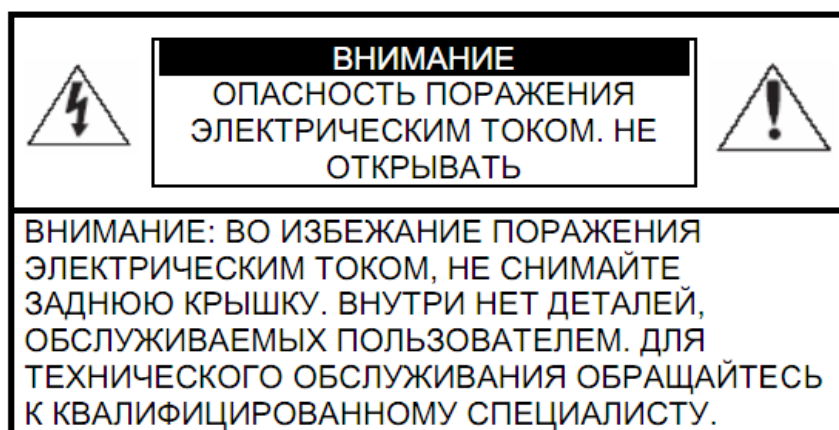 ВНИМАНИЕ
ОПАСНОСТЬ ПОРАЖЕНИЯ
ЭЛЕКТРИЧЕСКИМ ТОКОМ. НЕ
ОТКРЫВАТЬ
ВНИМАНИЕ: ВО ИЗБЕЖАНИЕ ПОРАЖЕНИЯ
ЭЛЕКТРИЧЕСКИМ ТОКОМ, НЕ СНИМАЙТЕ
ЗАДНЮЮ КРЫШКУ. ВНУТРИ НЕТ ДЕТАЛЕЙ,
ОБСЛУЖИВАЕМЫХ ПОЛЬЗОВАТЕЛЕМ. ДЛЯ
ТЕХНИЧЕСКОГО ОБСЛУЖИВАНИЯ ОБРАЩАЙТЕСЬ
К КВАЛИФИЦИРОВАННОМУ СПЕЦИАЛИСТУ.